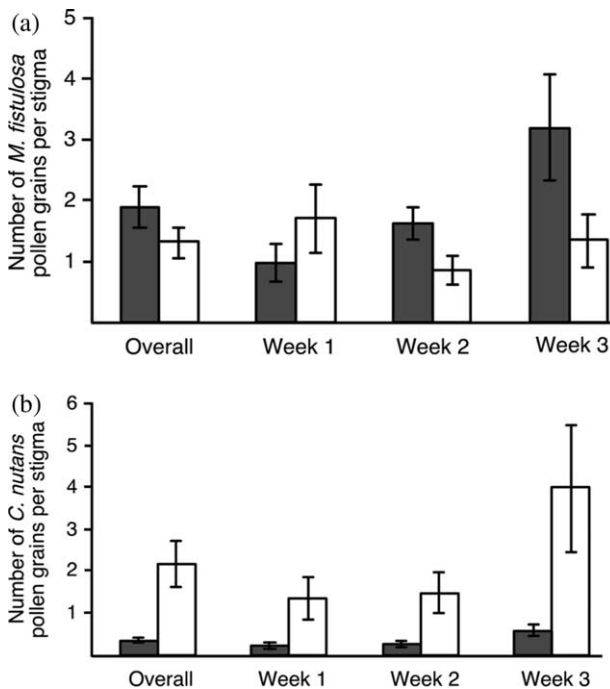 (a)
5
4
3
2
1
Number of M. fistulosa
pollen grains per stigma
Overall Week 1 Week 2 Week 3
(b)
6
5
4
3
2
1
Number of C. nutans
pollen grains per stigma
Overall Week 1 Week 2 Week 3